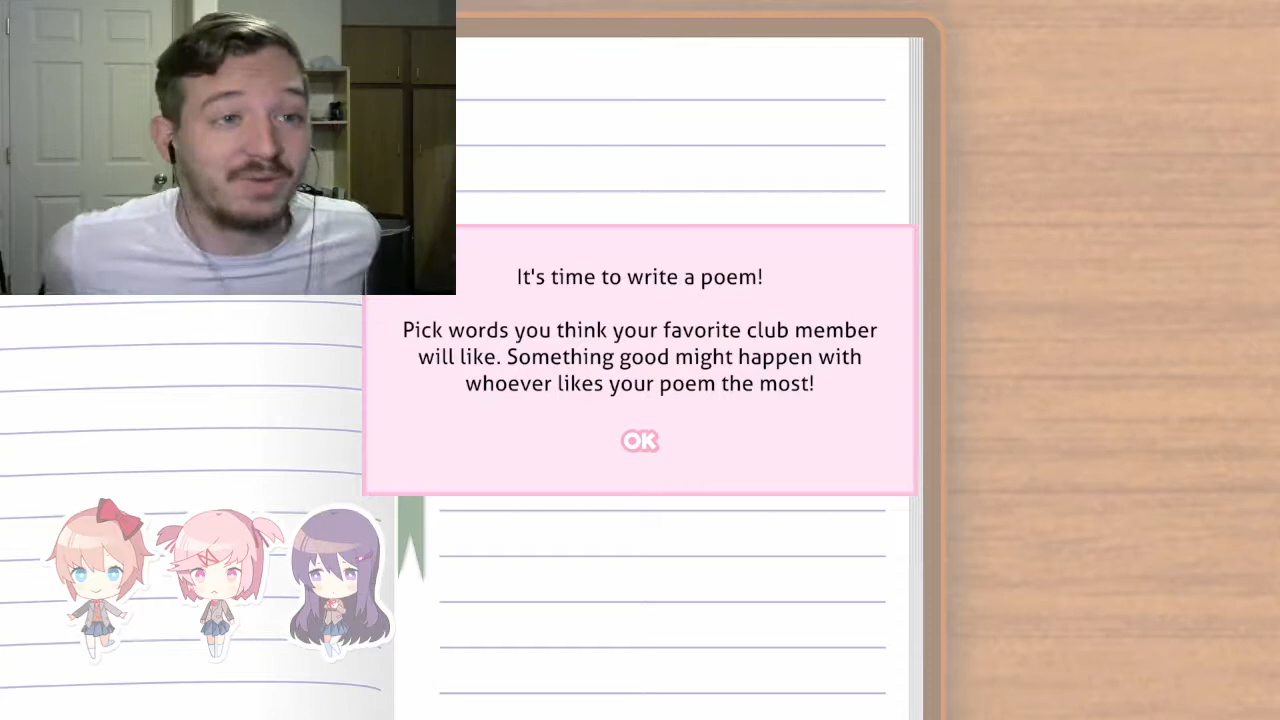 It's time to write a poem!
Pick words you think your favorite club member
will like. Something good might happen with
whoever likes your poem the most!
OK